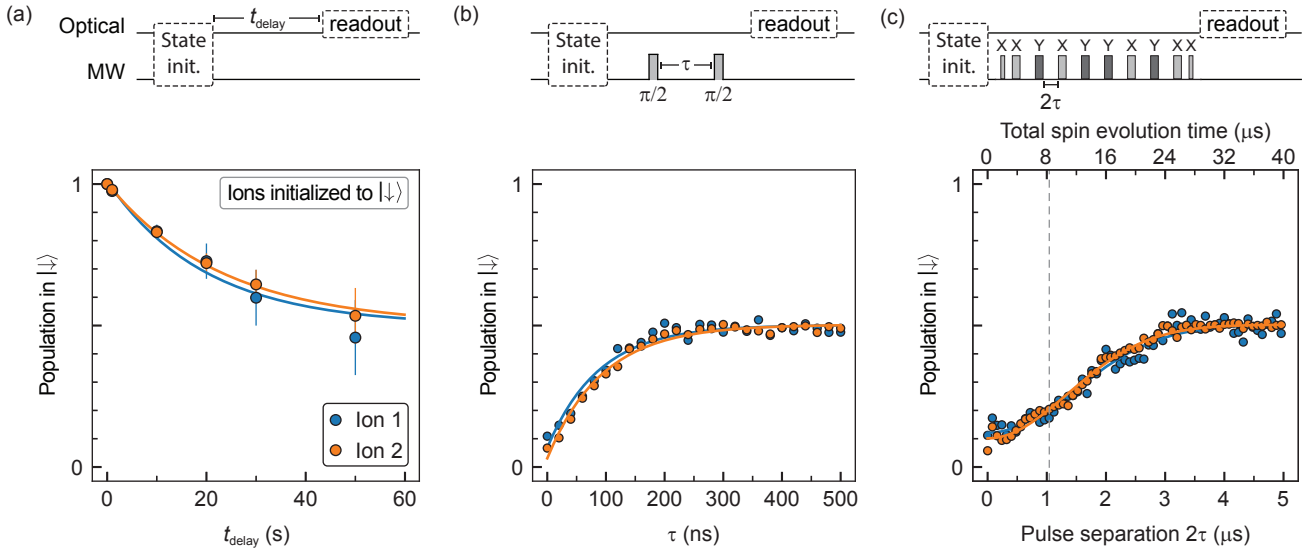 (a)
Optical
MW
State
init.
t_delay
readout
Population in |↓⟩
1
0
Ions initialized to |↓⟩
Ion 1
Ion 2
0 20 40 60
t_delay (s)
(b)
State
init.
τ
π/2 π/2
readout
Population in |↓⟩
1
0
0 100 200 300 400 500
τ (ns)
(c)
State
init.
X X Y X Y Y X Y X X
2τ
readout
Total spin evolution time (μs)
0 8 16 24 32 40
Population in |↓⟩
1
0
0 1 2 3 4 5
Pulse separation 2τ (μs)